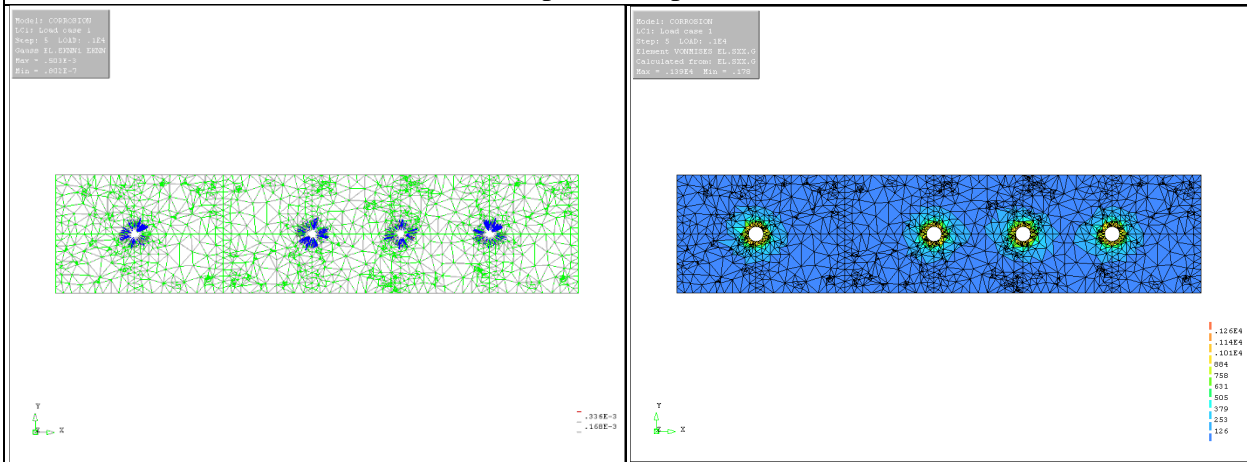 Model: CORROSION
LC1: Load case 1
Step: 5 LOAD: .1E4
Gauss EL.EKNN1 EKNN
Max = .503E-3
Min = .801E-7
Y
X
.336E-3
.168E-3
Model: CORROSION
LC1: Load case 1
Step: 5 LOAD: .1E4
Element VONMISES EL.SXX.G
Calculated from: EL.SXX.G
Max = .139E4 Min = .178
Y
X
.126E4
.114E4
.101E4
884
758
631
505
379
253
126